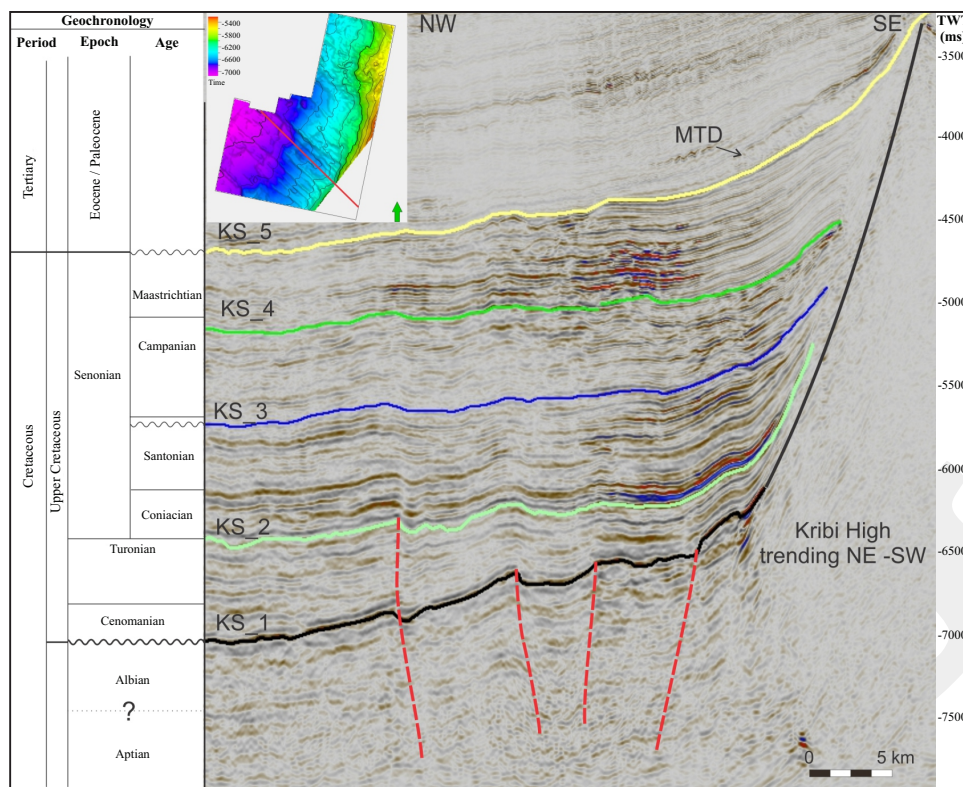 Geochronology
Period Epoch Age
Tertiary
Eocene / Paleocene
Cretaceous
Upper Cretaceous
Senonian
Maastrichtian
Campanian
Santonian
Coniacian
Turonian
Cenomanian
Albian
?
Aptian
-5400
-5800
-6200
-6600
-7000
Time
NW
SE
MTD
KS_5
KS_4
KS_3
KS_2
KS_1
Kribi High
trending NE -SW
0 5 km
TWT
(ms)
-3500
-4000
-4500
-5000
-5500
-6000
-6500
-7000
-7500